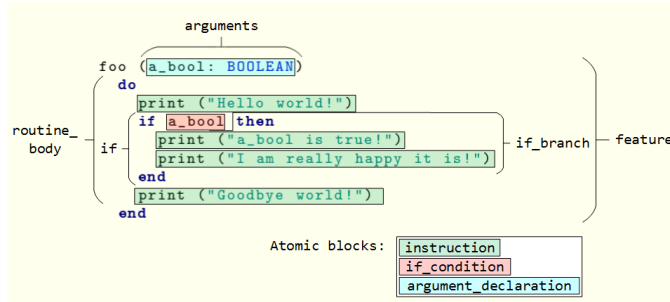 arguments
foo (a_bool: BOOLEAN)
do
print ("Hello world!")
if a_bool then
print ("a_bool is true!")
print ("I am really happy it is!")
end
print ("Goodbye world!")
end
routine_
body
if
if_branch
feature
Atomic blocks:
instruction
if_condition
argument_declaration